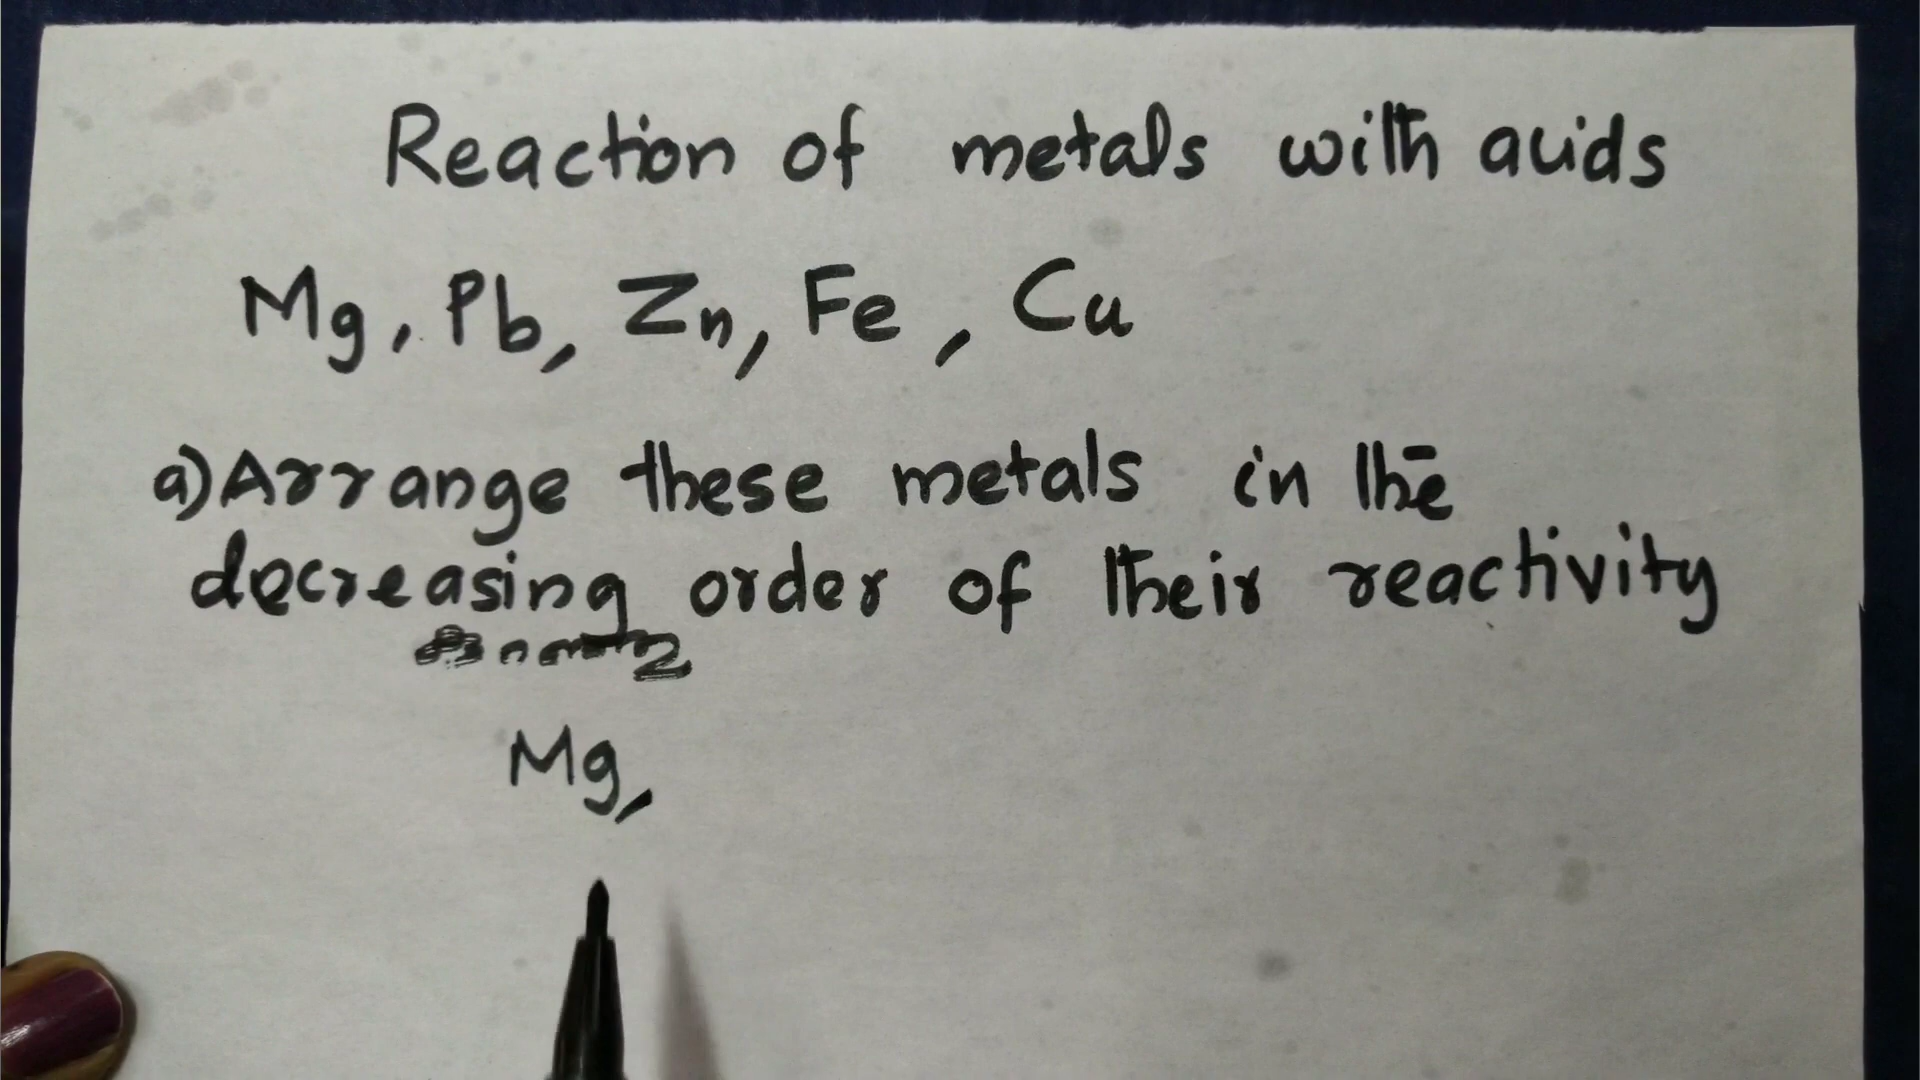 Reaction of metals with acids
Mg, Pb, Zn, Fe, Cu
a) Arrange these metals in the
decreasing order of their reactivity
Mg,